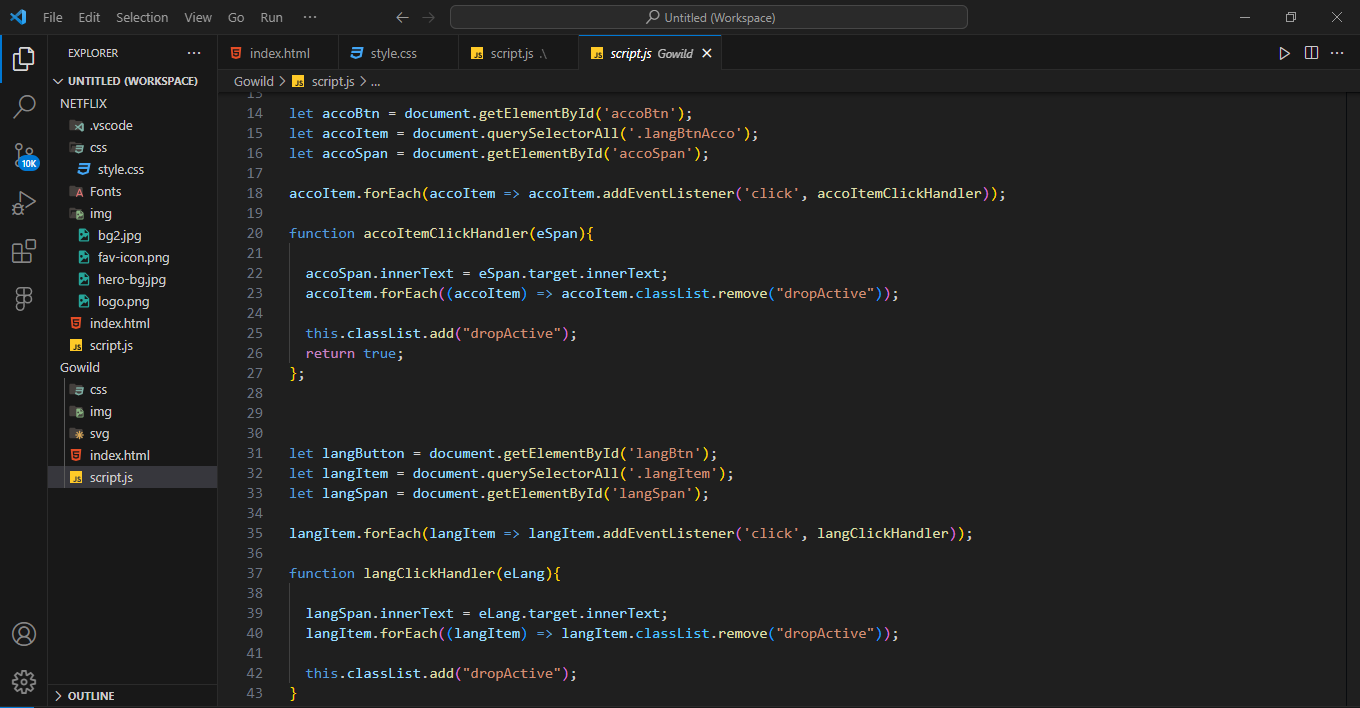 File Edit Selection View Go Run ··· Untitled (Workspace)
EXPLORER ···
UNTITLED (WORKSPACE)
NETFLIX
.vscode
css
style.css
Fonts
img
bg2.jpg
fav-icon.png
hero-bg.jpg
logo.png
index.html
script.js
Gowild
css
img
svg
index.html
script.js
OUTLINE
10K
index.html style.css JS script.js .\ JS script.js Gowild
Gowild > JS script.js > ...
13
14 let accoBtn = document.getElementById('accoBtn');
15 let accoItem = document.querySelectorAll('.langBtnAcco');
16 let accoSpan = document.getElementById('accoSpan');
17
18 accoItem.forEach(accoItem => accoItem.addEventListener('click', accoItemClickHandler));
19
20 function accoItemClickHandler(eSpan){
21
22 accoSpan.innerText = eSpan.target.innerText;
23 accoItem.forEach((accoItem) => accoItem.classList.remove("dropActive"));
24
25 this.classList.add("dropActive");
26 return true;
27 };
28
29
30
31 let langButton = document.getElementById('langBtn');
32 let langItem = document.querySelectorAll('.langItem');
33 let langSpan = document.getElementById('langSpan');
34
35 langItem.forEach(langItem => langItem.addEventListener('click', langClickHandler));
36
37 function langClickHandler(eLang){
38
39 langSpan.innerText = eLang.target.innerText;
40 langItem.forEach((langItem) => langItem.classList.remove("dropActive"));
41
42 this.classList.add("dropActive");
43 }